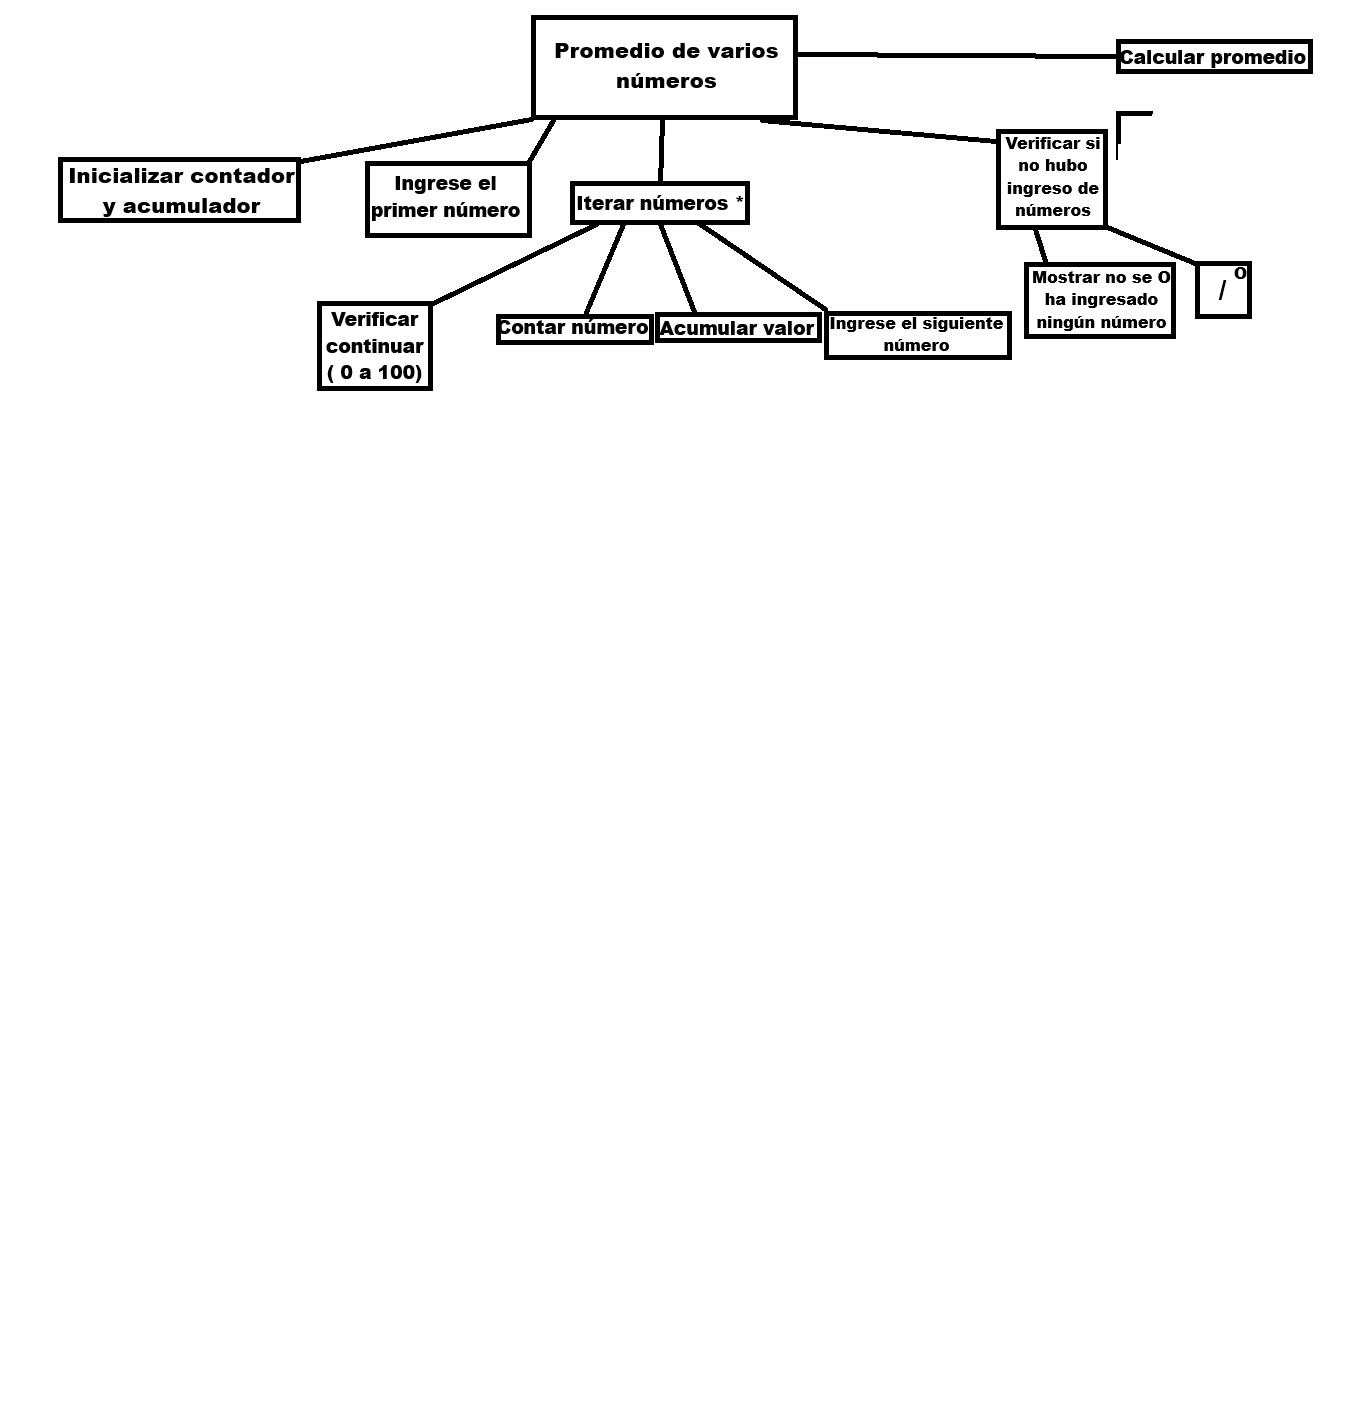 Promedio de varios
números
Calcular promedio
Inicializar contador
y acumulador
Ingrese el
primer número
Iterar números *
Verificar si
no hubo
ingreso de
números
Verificar
continuar
( 0 a 100)
Contar número
Acumular valor
Ingrese el siguiente
número
Mostrar no se O
ha ingresado
ningún número
O
/